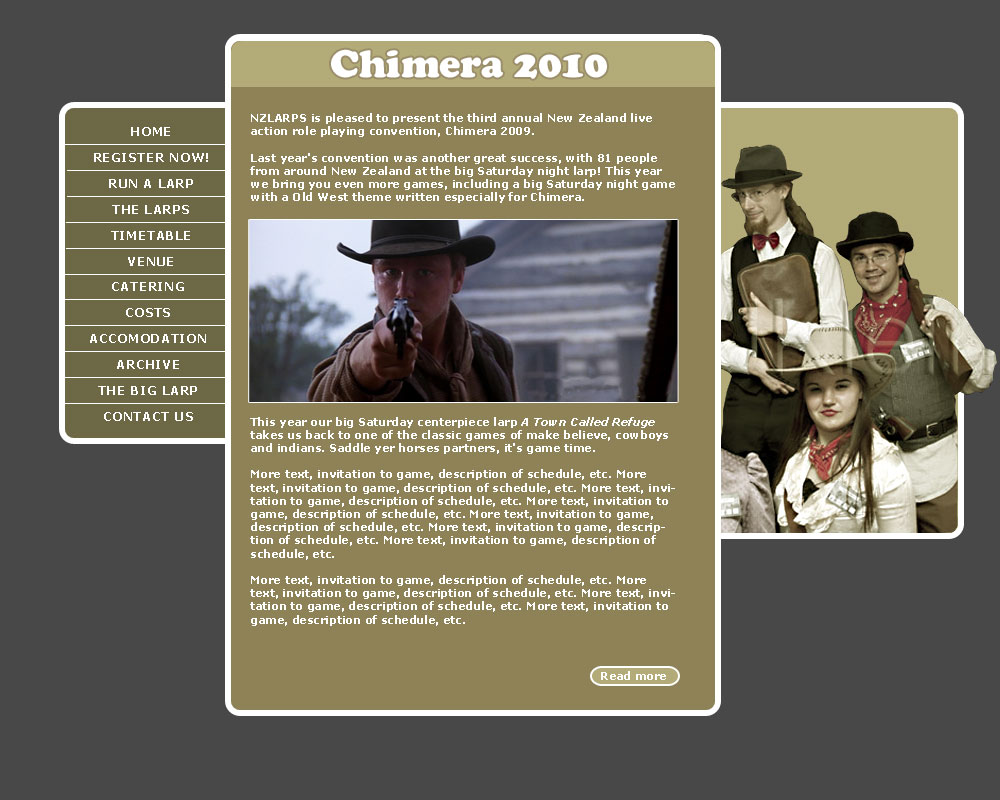 Chimera 2010
HOME
REGISTER NOW!
RUN A LARP
THE LARPS
TIMETABLE
VENUE
CATERING
COSTS
ACCOMODATION
ARCHIVE
THE BIG LARP
CONTACT US
NZLARPS is pleased to present the third annual New Zealand live
action role playing convention, Chimera 2009.
Last year's convention was another great success, with 81 people
from around New Zealand at the big Saturday night larp! This year
we bring you even more games, including a big Saturday night game
with a Old West theme written especially for Chimera.
This year our big Saturday centerpiece larp A Town Called Refuge
takes us back to one of the classic games of make believe, cowboys
and indians. Saddle yer horses partners, it's game time.
More text, invitation to game, description of schedule, etc. More
text, invitation to game, description of schedule, etc. More text, invi-
tation to game, description of schedule, etc. More text, invitation to
game, description of schedule, etc. More text, invitation to game,
description of schedule, etc. More text, invitation to game, descrip-
tion of schedule, etc. More text, invitation to game, description of
schedule, etc.
More text, invitation to game, description of schedule, etc. More
text, invitation to game, description of schedule, etc. More text, invi-
tation to game, description of schedule, etc. More text, invitation to
game, description of schedule, etc.
Read more